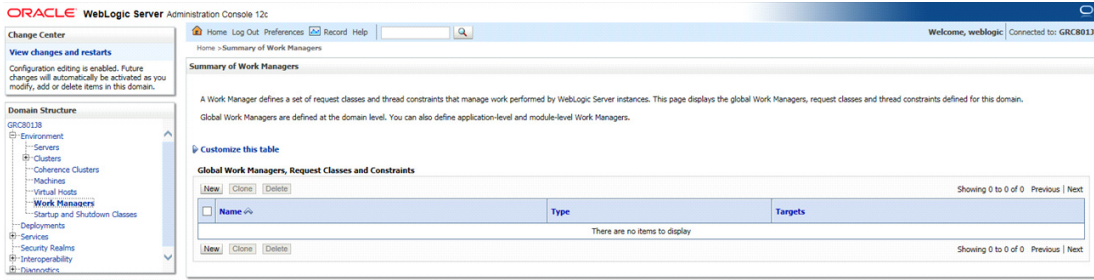 ORACLE WebLogic Server Administration Console 12c
Change Center
View changes and restarts
Configuration editing is enabled. Future
changes will automatically be activated as you
modify, add or delete items in this domain.
Domain Structure
GRC801J8
Environment
Servers
Clusters
Coherence Clusters
Machines
Virtual Hosts
Work Managers
Startup and Shutdown Classes
Deployments
Services
Security Realms
Interoperability
Diagnostics
Home Log Out Preferences Record Help
Welcome, weblogic Connected to: GRC801J
Home >Summary of Work Managers
Summary of Work Managers
A Work Manager defines a set of request classes and thread constraints that manage work performed by WebLogic Server instances. This page displays the global Work Managers, request classes and thread constraints defined for this domain.
Global Work Managers are defined at the domain level. You can also define application-level and module-level Work Managers.
Customize this table
Global Work Managers, Request Classes and Constraints
New Clone Delete Showing 0 to 0 of 0 Previous | Next
Name Type Targets
There are no items to display
New Clone Delete Showing 0 to 0 of 0 Previous | Next